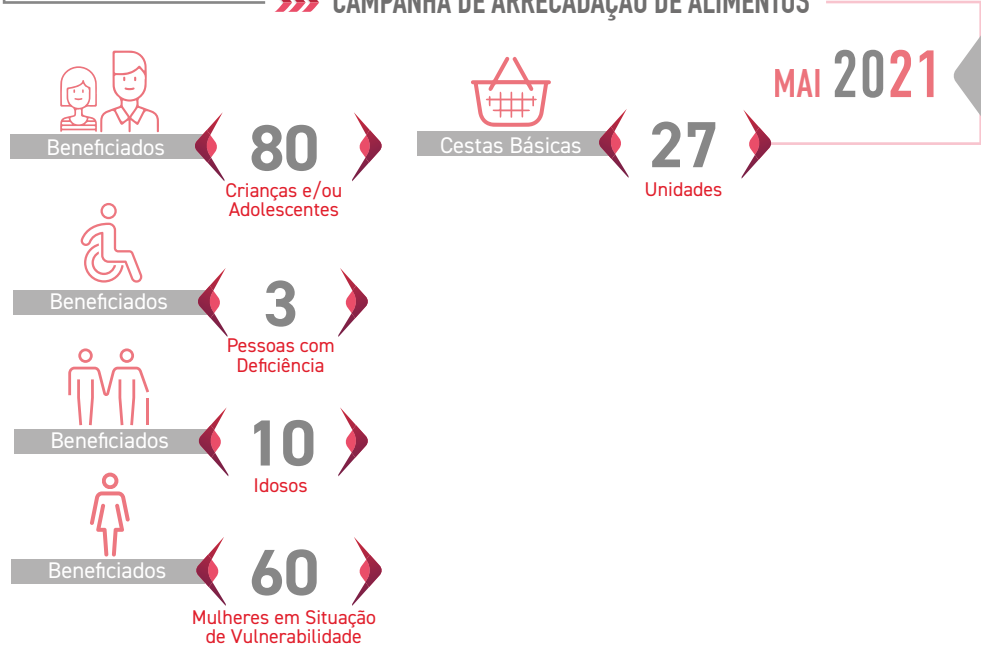 CAMPANHA DE ARRECADAÇÃO DE ALIMENTOS
MAI 2021
Beneficiados
80
Crianças e/ou
Adolescentes
Cestas Básicas
27
Unidades
Beneficiados
3
Pessoas com
Deficiência
Beneficiados
10
Idosos
Beneficiados
60
Mulheres em Situação
de Vulnerabilidade